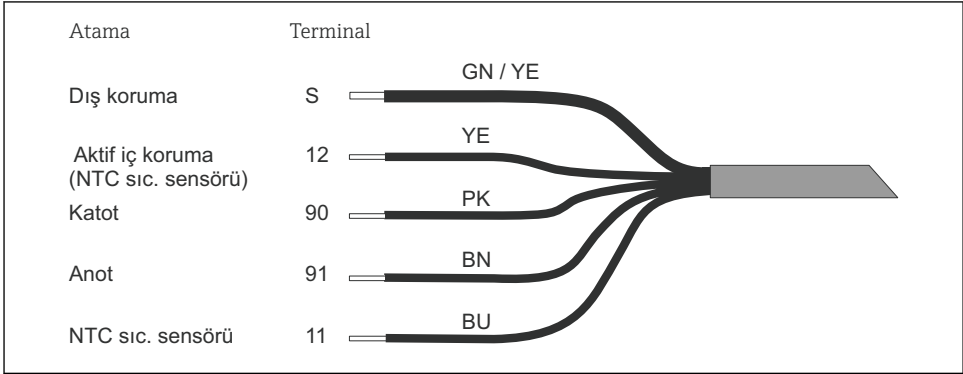 Atama Terminal
Dış koruma S GN / YE
Aktif iç koruma 12 YE
(NTC sıc. sensörü)
Katot 90 PK
Anot 91 BN
NTC sıc. sensörü 11 BU